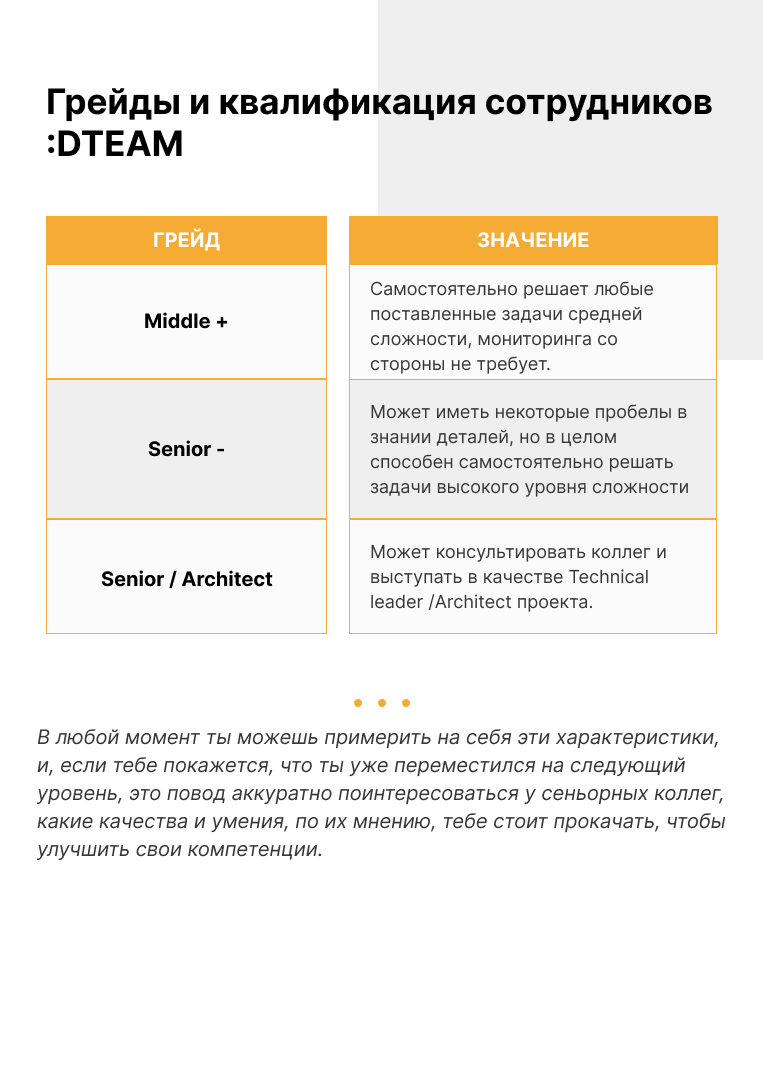 Грейды и квалификация сотрудников
:DTEAM
ГРЕЙД
ЗНАЧЕНИЕ
Middle +
Самостоятельно решает любые
поставленные задачи средней
сложности, мониторинга со
стороны не требует.
Senior -
Может иметь некоторые пробелы в
знании деталей, но в целом
способен самостоятельно решать
задачи высокого уровня сложности
Senior / Architect
Может консультировать коллег и
выступать в качестве Technical
leader /Architect проекта.
В любой момент ты можешь примерить на себя эти характеристики,
и, если тебе покажется, что ты уже переместился на следующий
уровень, это повод аккуратно поинтересоваться у сеньорных коллег,
какие качества и умения, по их мнению, тебе стоит прокачать, чтобы
улучшить свои компетенции.